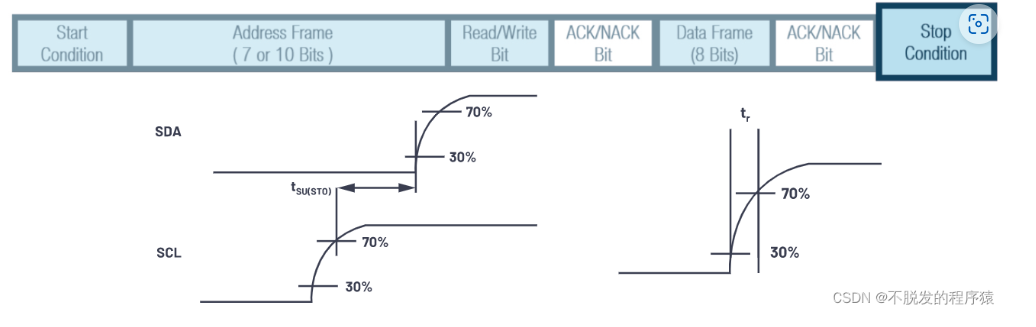 Start
Condition
Address Frame
( 7 or 10 Bits )
Read/Write
Bit
ACK/NACK
Bit
Data Frame
(8 Bits)
ACK/NACK
Bit
Stop
Condition
SDA
70%
30%
tSU(STO)
SCL
70%
30%
tr
70%
30%
CSDN @不脱发的程序猿